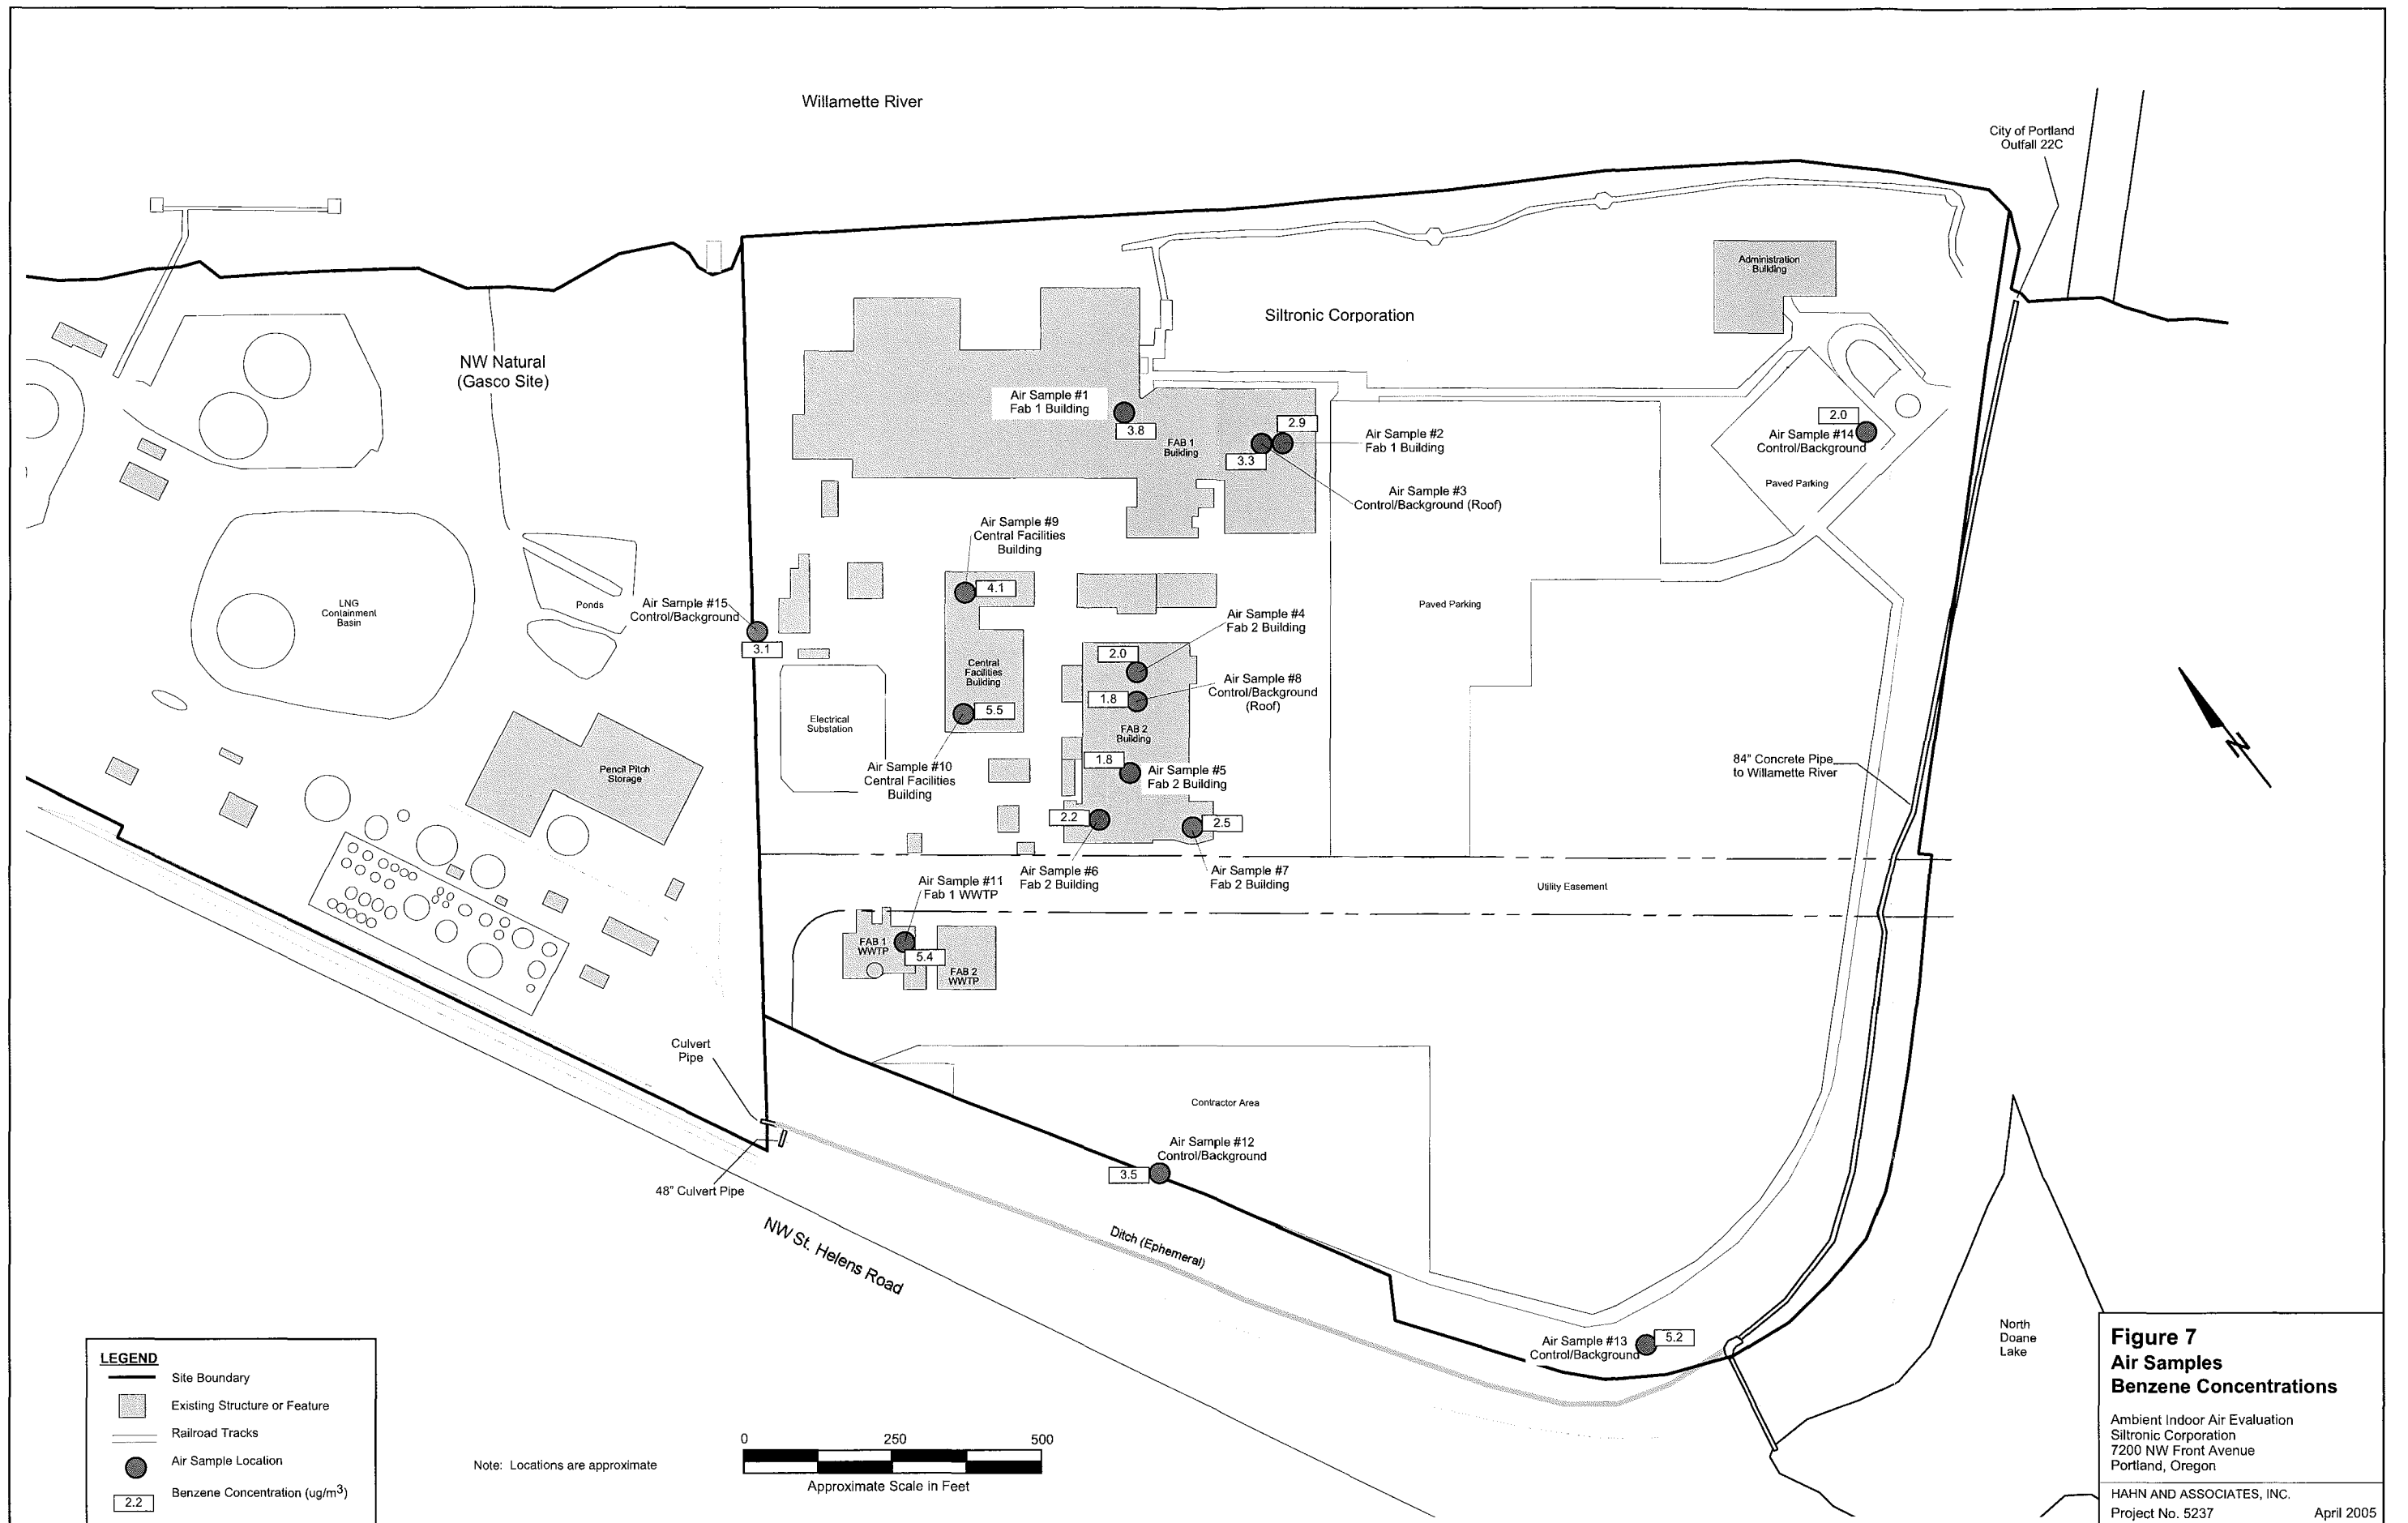 Willamette River
City of Portland
Outfall 22C
Administration
Building
Siltronic Corporation
NW Natural
(Gasco Site)
Air Sample #1
Fab 1 Building
3.8
FAB 1
Building
2.9
3.3
Air Sample #2
Fab 1 Building
Air Sample #3
Control/Background (Roof)
2.0
Air Sample #14
Control/Background
Paved Parking
Air Sample #9
Central Facilities
Building
4.1
LNG
Containment
Basin
Ponds
Air Sample #15
Control/Background
3.1
Paved Parking
Air Sample #4
Fab 2 Building
2.0
Central
Facilities
Building
Air Sample #8
Control/Background
(Roof)
1.8
5.5
Electrical
Substation
FAB 2
Building
1.8
Air Sample #5
Fab 2 Building
Air Sample #10
Central Facilities
Building
Pencil Pitch
Storage
84" Concrete Pipe
to Willamette River
2.2
2.5
Air Sample #6
Fab 2 Building
Air Sample #7
Fab 2 Building
Air Sample #11
Fab 1 WWTP
Utility Easement
FAB 1
WWTP
5.4
FAB 2
WWTP
N
Culvert
Pipe
Contractor Area
Air Sample #12
Control/Background
3.5
48" Culvert Pipe
NW St. Helens Road
Ditch (Ephemeral)
Air Sample #13
Control/Background
5.2
North
Doane
Lake
LEGEND
Site Boundary
Existing Structure or Feature
Railroad Tracks
Air Sample Location
2.2
Benzene Concentration (ug/m3)
Note: Locations are approximate
0 250 500
Approximate Scale in Feet
Figure 7
Air Samples
Benzene Concentrations
Ambient Indoor Air Evaluation
Siltronic Corporation
7200 NW Front Avenue
Portland, Oregon
HAHN AND ASSOCIATES, INC.
Project No. 5237 April 2005